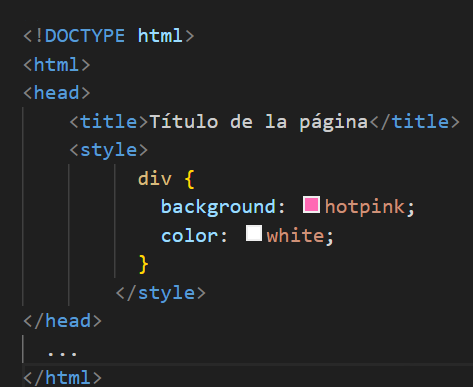 <!DOCTYPE html>
<html>
<head>
<title>Título de la página</title>
<style>
div {
background: hotpink;
color: white;
}
</style>
</head>
...
</html>